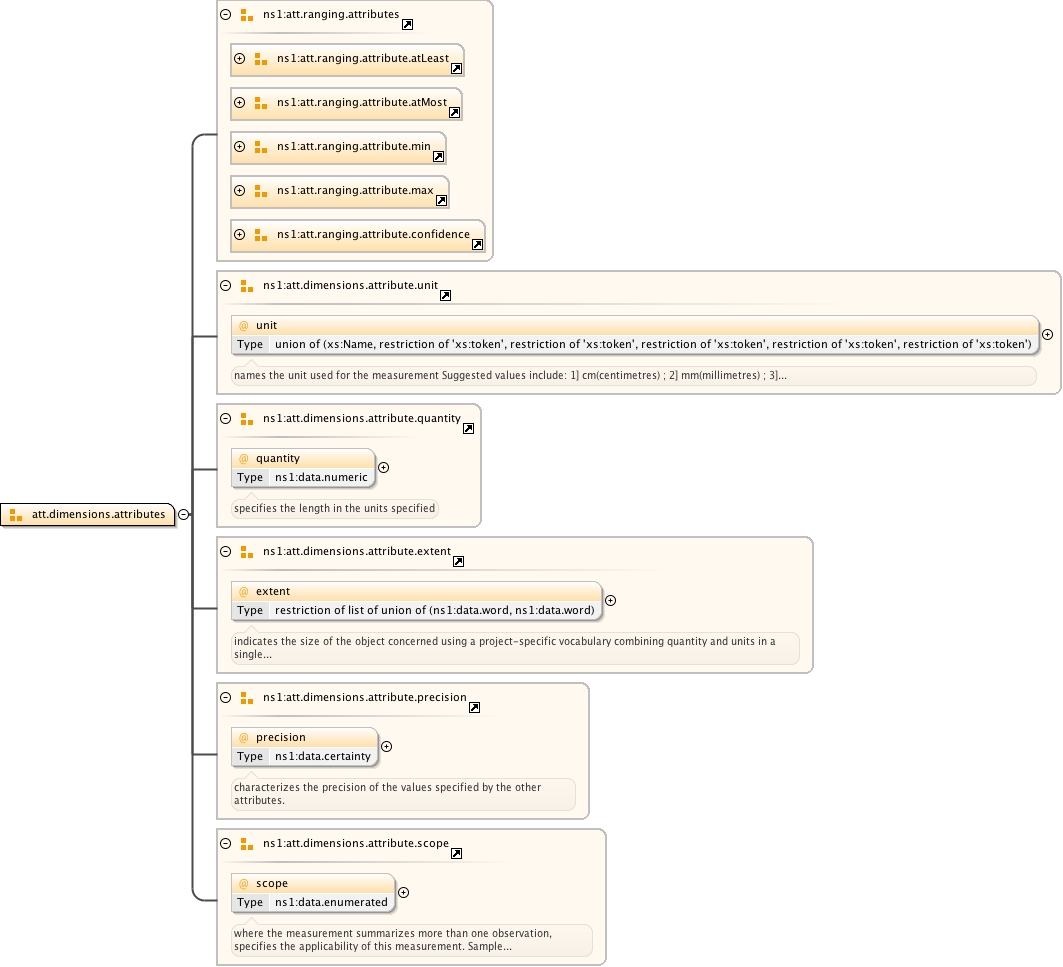 ns1:att.ranging.attributes
ns1:att.ranging.attribute.atLeast
ns1:att.ranging.attribute.atMost
ns1:att.ranging.attribute.min
ns1:att.ranging.attribute.max
ns1:att.ranging.attribute.confidence
ns1:att.dimensions.attribute.unit
@ unit
Type union of (xs:Name, restriction of 'xs:token', restriction of 'xs:token', restriction of 'xs:token', restriction of 'xs:token', restriction of 'xs:token')
names the unit used for the measurement Suggested values include: 1] cm(centimetres) ; 2] mm(millimetres) ; 3]...
ns1:att.dimensions.attribute.quantity
@ quantity
Type ns1:data.numeric
specifies the length in the units specified
att.dimensions.attributes
ns1:att.dimensions.attribute.extent
@ extent
Type restriction of list of union of (ns1:data.word, ns1:data.word)
indicates the size of the object concerned using a project-specific vocabulary combining quantity and units in a
single...
ns1:att.dimensions.attribute.precision
@ precision
Type ns1:data.certainty
characterizes the precision of the values specified by the other
attributes.
ns1:att.dimensions.attribute.scope
@ scope
Type ns1:data.enumerated
where the measurement summarizes more than one observation,
specifies the applicability of this measurement. Sample...